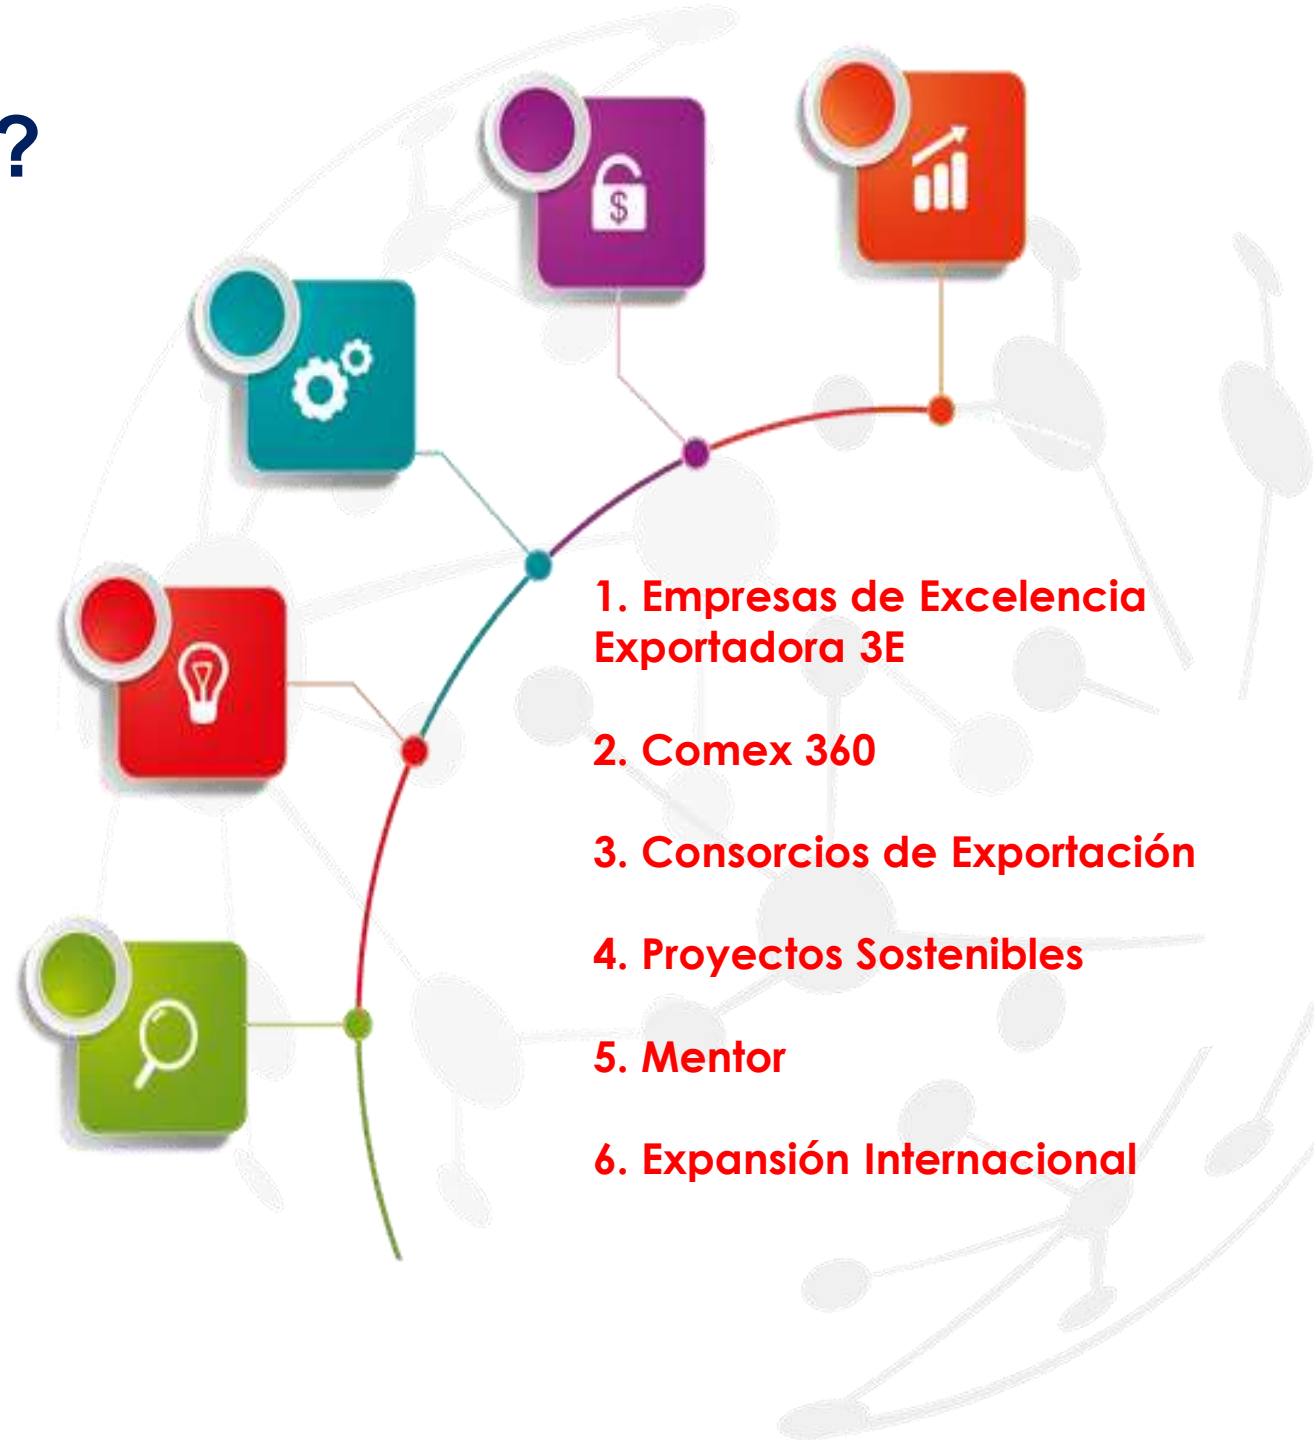 ?
$
1. Empresas de Excelencia
Exportadora 3E
2. Comex 360
3. Consorcios de Exportación
4. Proyectos Sostenibles
5. Mentor
6. Expansión Internacional